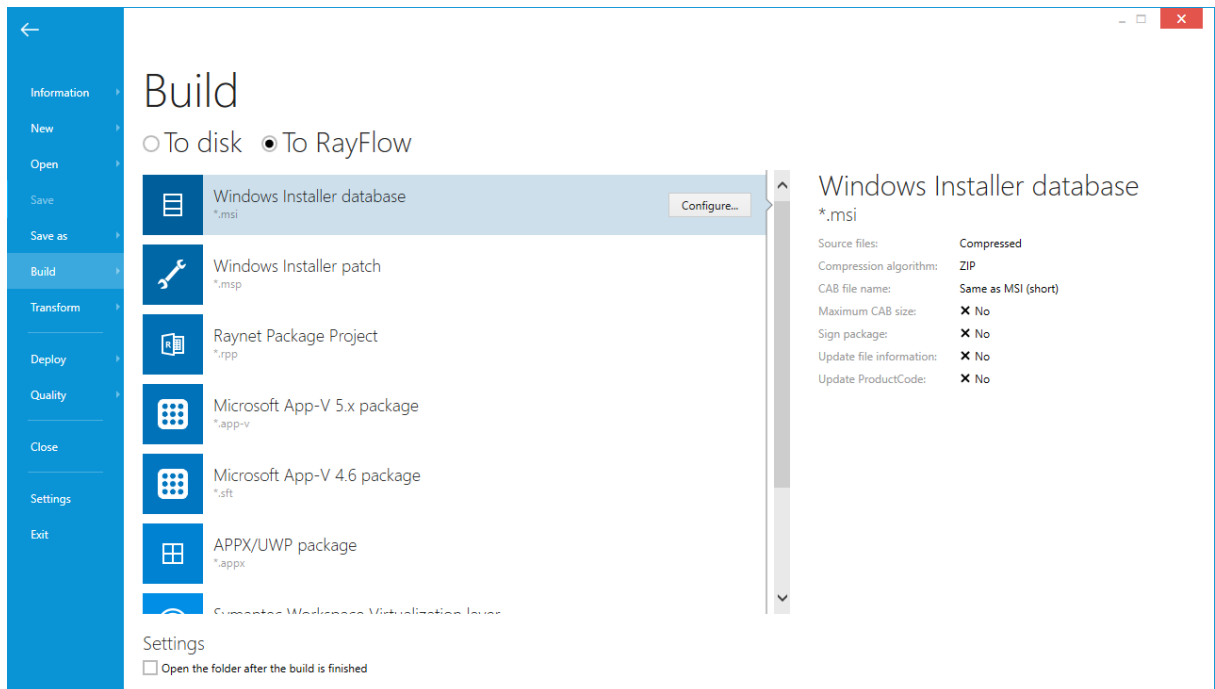 Information
New
Open
Save
Save as
Build
Transform
Deploy
Quality
Close
Settings
Exit
Build
To disk To RayFlow
Windows Installer database
*.msi
Configure...
Windows Installer patch
*.msp
Raynet Package Project
*.rpp
Microsoft App-V 5.x package
*.app-v
Microsoft App-V 4.6 package
*.sft
APPX/UWP package
*.appx
Symantec Workspace Virtualization layer
Settings
Open the folder after the build is finished
Windows Installer database
*.msi
Source files: Compressed
Compression algorithm: ZIP
CAB file name: Same as MSI (short)
Maximum CAB size: No
Sign package: No
Update file information: No
Update ProductCode: No